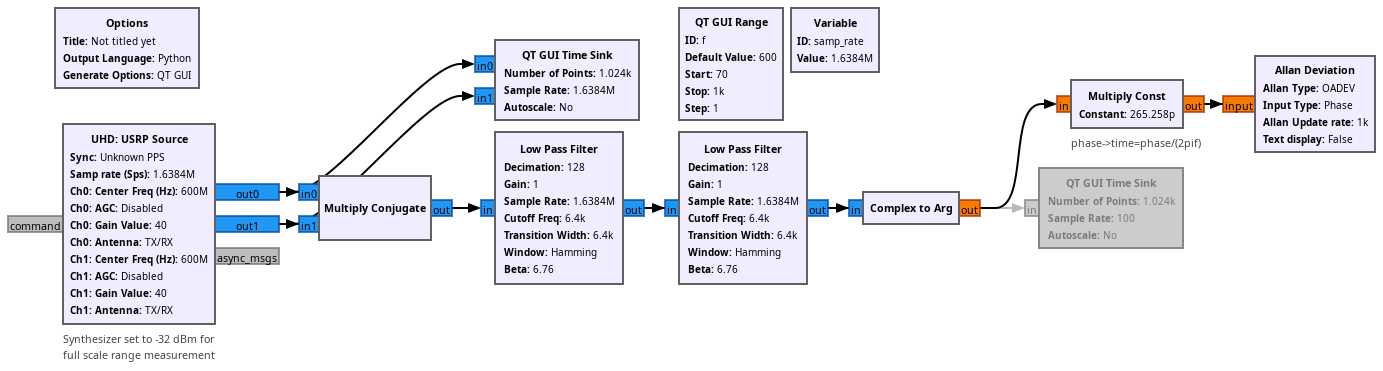 Options
Title: Not titled yet
Output Language: Python
Generate Options: QT GUI
UHD: USRP Source
Sync: Unknown PPS
Samp rate (Sps): 1.6384M
Ch0: Center Freq (Hz): 600M
Ch0: AGC: Disabled
Ch0: Gain Value: 40
Ch0: Antenna: TX/RX
Ch1: Center Freq (Hz): 600M
Ch1: AGC: Disabled
Ch1: Gain Value: 40
Ch1: Antenna: TX/RX
command
out0
out1
async_msgs
Synthesizer set to -32 dBm for
full scale range measurement
in0
in1
Multiply Conjugate
out
in0
in1
QT GUI Time Sink
Number of Points: 1.024k
Sample Rate: 1.6384M
Autoscale: No
in
Low Pass Filter
Decimation: 128
Gain: 1
Sample Rate: 1.6384M
Cutoff Freq: 6.4k
Transition Width: 6.4k
Window: Hamming
Beta: 6.76
out
QT GUI Range
ID: f
Default Value: 600
Start: 70
Stop: 1k
Step: 1
Variable
ID: samp_rate
Value: 1.6384M
in
Low Pass Filter
Decimation: 128
Gain: 1
Sample Rate: 1.6384M
Cutoff Freq: 6.4k
Transition Width: 6.4k
Window: Hamming
Beta: 6.76
out
in
Complex to Arg
out
in
Multiply Const
Constant: 265.258p
out
phase->time=phase/(2pif)
in
QT GUI Time Sink
Number of Points: 1.024k
Sample Rate: 100
Autoscale: No
input
Allan Deviation
Allan Type: OADEV
Input Type: Phase
Allan Update rate: 1k
Text display: False